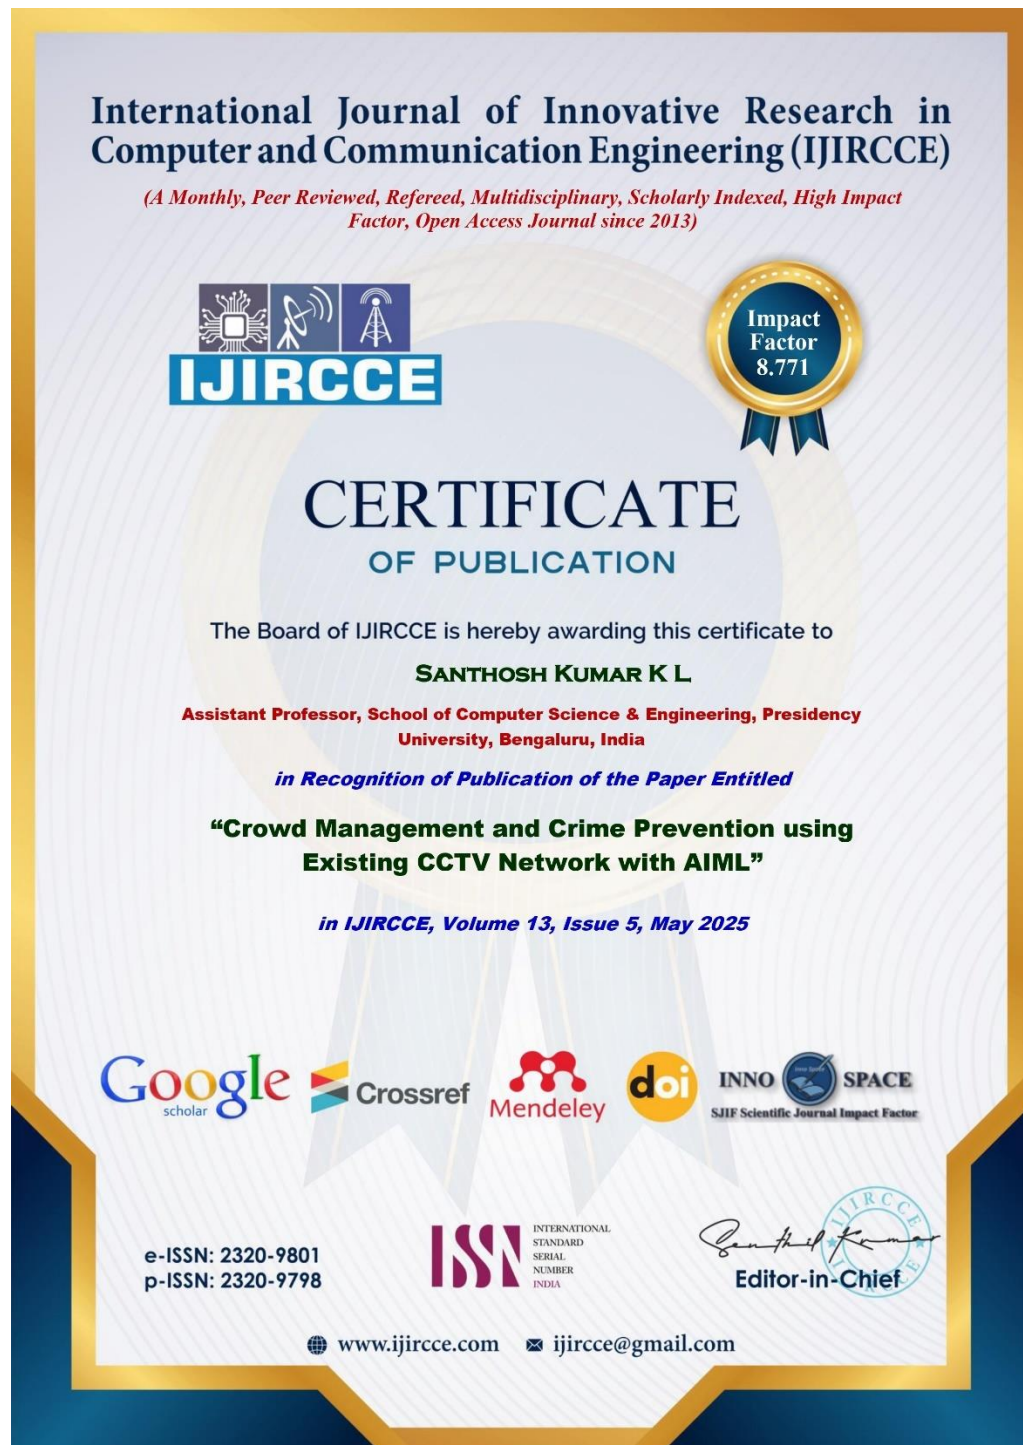 International Journal of Innovative Research in
Computer and Communication Engineering (IJIRCCE)
(A Monthly, Peer Reviewed, Refereed, Multidisciplinary, Scholarly Indexed, High Impact
Factor, Open Access Journal since 2013)
IJIRCCE
Impact
Factor
8.771
CERTIFICATE
OF PUBLICATION
The Board of IJIRCCE is hereby awarding this certificate to
SANTHOSH KUMAR K L
Assistant Professor, School of Computer Science & Engineering, Presidency
University, Bengaluru, India
in Recognition of Publication of the Paper Entitled
“Crowd Management and Crime Prevention using
Existing CCTV Network with AIML”
in IJIRCCE, Volume 13, Issue 5, May 2025
Google
scholar
Crossref
Mendeley
doi
INNO SPACE
SJIF Scientific Journal Impact Factor
e-ISSN: 2320-9801
p-ISSN: 2320-9798
ISSN
INTERNATIONAL
STANDARD
SERIAL
NUMBER
INDIA
IJIRCCE
Senthil Kumar
Editor-in-Chief
IJIRCCE
www.ijircce.com ijircce@gmail.com